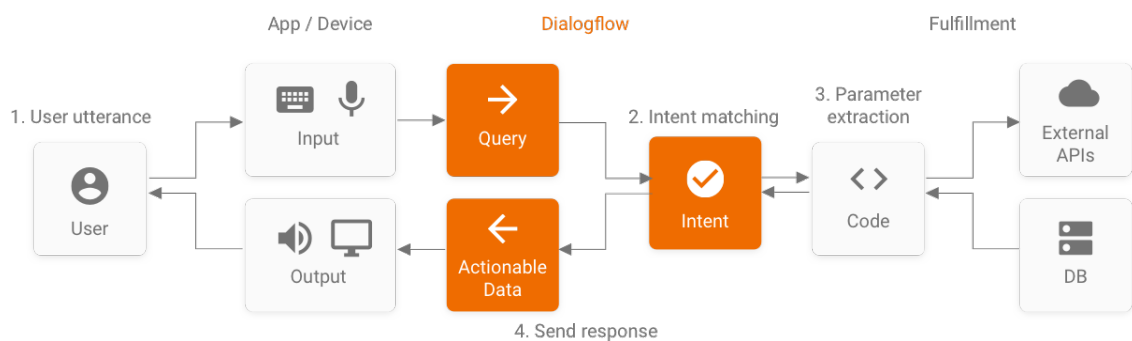 App / Device
Dialogflow
Fulfillment
1. User utterance
User
Input
Output
Query
Actionable
Data
2. Intent matching
Intent
3. Parameter
extraction
Code
External
APIs
DB
4. Send response